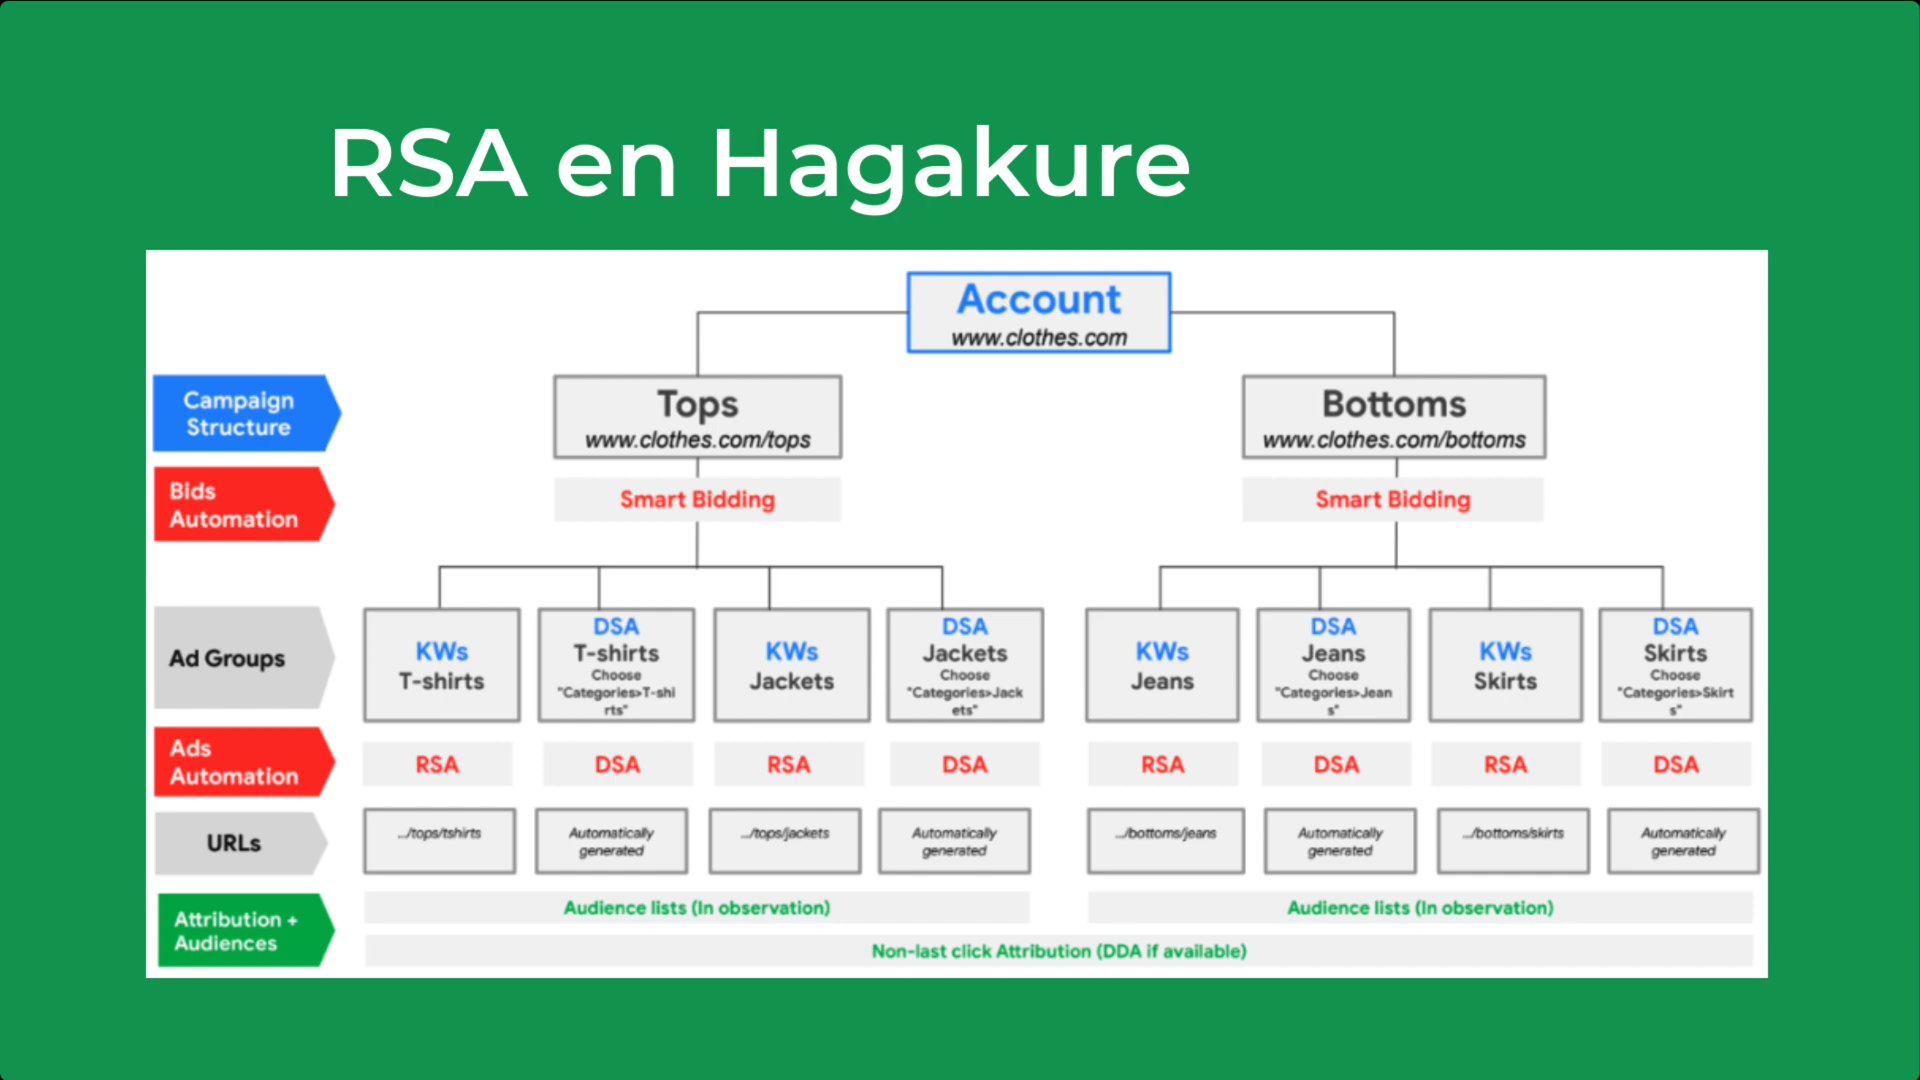 RSA en Hagakure
Account
www.clothes.com
Campaign
Structure
Tops
www.clothes.com/tops
Bottoms
www.clothes.com/bottoms
Bids
Automation
Smart Bidding
Smart Bidding
Ad Groups
KWs
T-shirts
DSA
T-shirts
Choose
"Categories>T-shi
rts"
KWs
Jackets
DSA
Jackets
Choose
"Categories>Jack
ets"
KWs
Jeans
DSA
Jeans
Choose
"Categories>Jean
s"
KWs
Skirts
DSA
Skirts
Choose
"Categories>Skirt
s"
Ads
Automation
RSA
DSA
RSA
DSA
RSA
DSA
RSA
DSA
URLs
.../tops/tshirts
Automatically
generated
.../tops/jackets
Automatically
generated
.../bottoms/jeans
Automatically
generated
.../bottoms/skirts
Automatically
generated
Attribution +
Audiences
Audience lists (In observation)
Audience lists (In observation)
Non-last click Attribution (DDA if available)